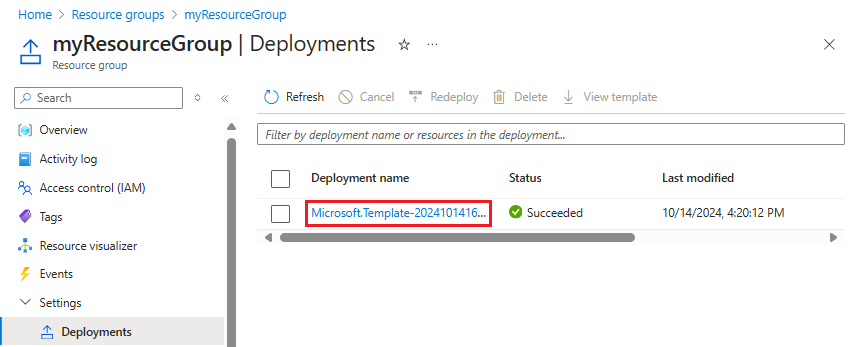 Home > Resource groups > myResourceGroup
myResourceGroup | Deployments ☆ ...
Resource group
Search
Refresh Cancel Redeploy Delete View template
Filter by deployment name or resources in the deployment...
Overview
Activity log
Access control (IAM)
Tags
Resource visualizer
Events
Settings
Deployments
Deployment name Status Last modified
Microsoft.Template-2024101416... Succeeded 10/14/2024, 4:20:12 PM